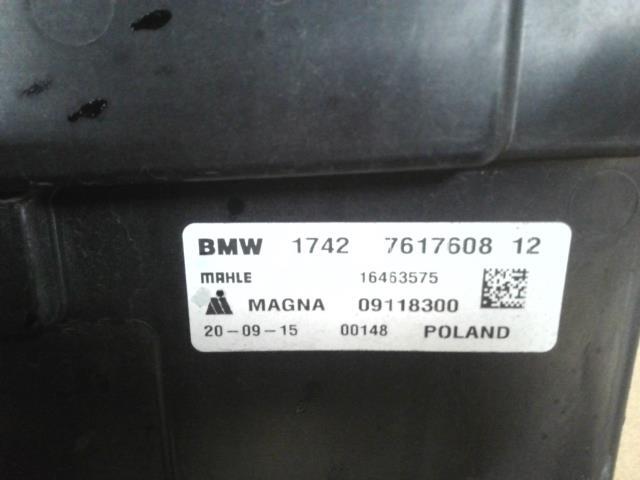 BMW 1742 7617608 12
MAHLE 16463575
MAGNA 09118300
20-09-15 00148 POLAND